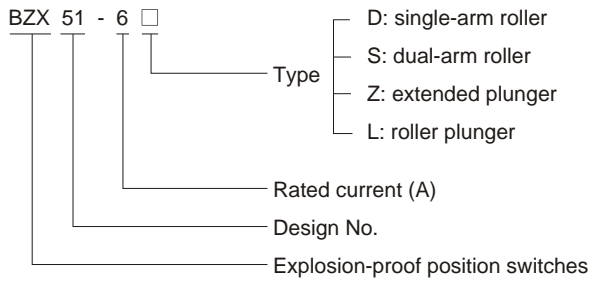 BZX 51 - 6 □
D: single-arm roller
S: dual-arm roller
Type
Z: extended plunger
L: roller plunger
Rated current (A)
Design No.
Explosion-proof position switches